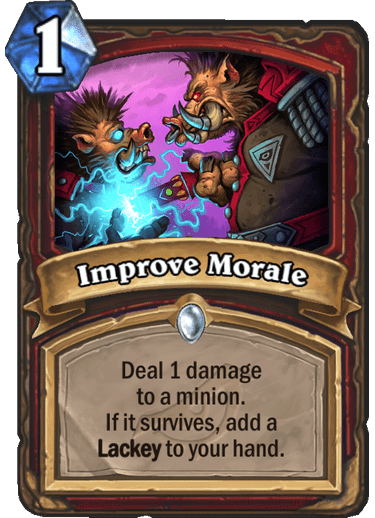 1
Improve Morale
Deal 1 damage
to a minion.
If it survives, add a
Lackey to your hand.